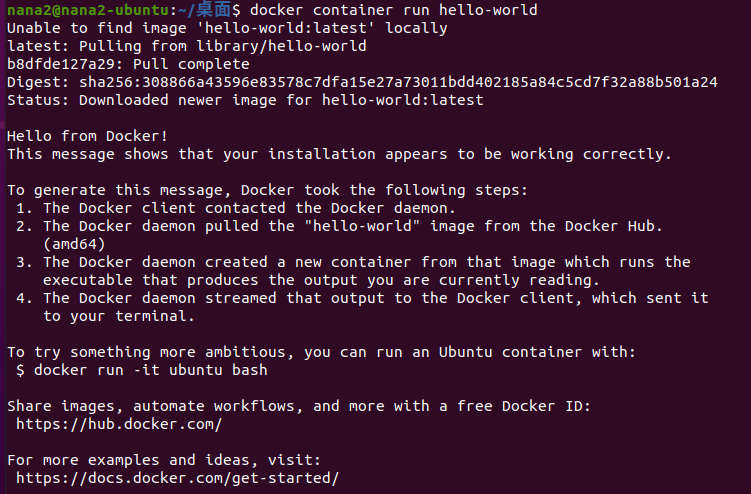 nana2@nana2-ubuntu:~/桌面$ docker container run hello-world
Unable to find image 'hello-world:latest' locally
latest: Pulling from library/hello-world
b8dfde127a29: Pull complete
Digest: sha256:308866a43596e83578c7dfa15e27a73011bdd402185a84c5cd7f32a88b501a24
Status: Downloaded newer image for hello-world:latest

Hello from Docker!
This message shows that your installation appears to be working correctly.

To generate this message, Docker took the following steps:
 1. The Docker client contacted the Docker daemon.
 2. The Docker daemon pulled the "hello-world" image from the Docker Hub.
    (amd64)
 3. The Docker daemon created a new container from that image which runs the
    executable that produces the output you are currently reading.
 4. The Docker daemon streamed that output to the Docker client, which sent it
    to your terminal.

To try something more ambitious, you can run an Ubuntu container with:
 $ docker run -it ubuntu bash

Share images, automate workflows, and more with a free Docker ID:
 https://hub.docker.com/

For more examples and ideas, visit:
 https://docs.docker.com/get-started/